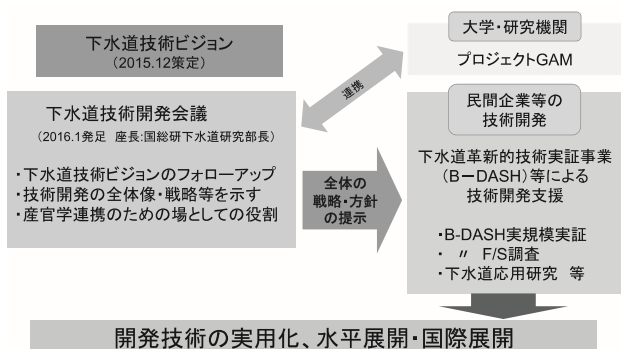 下水道技術ビジョン
(2015.12策定)
下水道技術開発会議
(2016.1発足 座長:国総研下水道研究部長)
・下水道技術ビジョンのフォローアップ
・技術開発の全体像・戦略等を示す
・産官学連携のための場としての役割
連携
大学・研究機関
プロジェクトGAM
全体の
戦略・方針
の提示
民間企業等の
技術開発
下水道革新的技術実証事業
(B-DASH)等による
技術開発支援
・B-DASH実規模実証
・ 〃 F/S調査
・下水道応用研究 等
開発技術の実用化、水平展開・国際展開